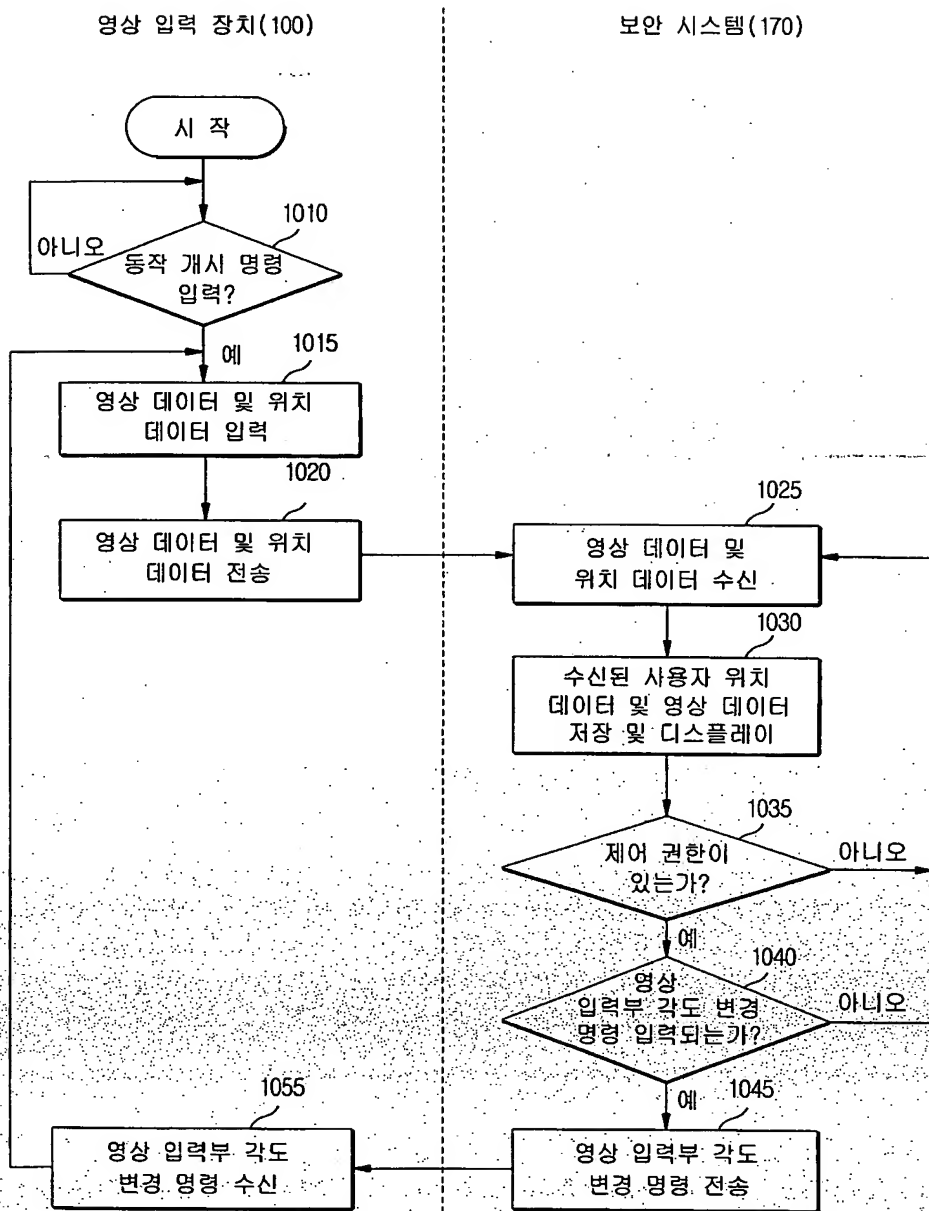 영상 입력 장치(100)
보안 시스템(170)
시 작
1010
아니오
동작 개시 명령
입력?
예
1015
영상 데이터 및 위치
데이터 입력
1020
영상 데이터 및 위치
데이터 전송
1025
영상 데이터 및
위치 데이터 수신
1030
수신된 사용자 위치
데이터 및 영상 데이터
저장 및 디스플레이
1035
제어 권한이
있는가?
아니오
예
1040
영상
입력부 각도 변경
명령 입력되는가?
아니오
예
1045
영상 입력부 각도
변경 명령 전송
1055
영상 입력부 각도
변경 명령 수신